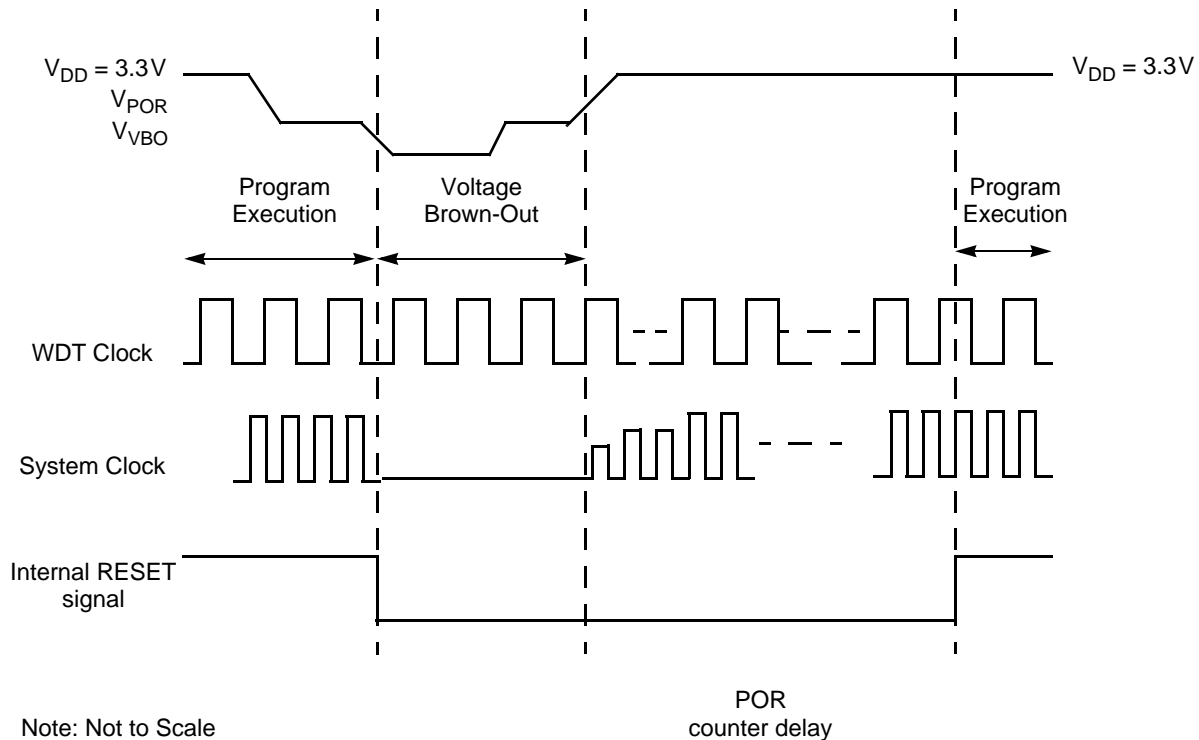 V_DD = 3.3V
V_POR
V_VBO
V_DD = 3.3V
Program
Execution
Voltage
Brown-Out
Program
Execution
WDT Clock
System Clock
Internal RESET
signal
POR
counter delay
Note: Not to Scale